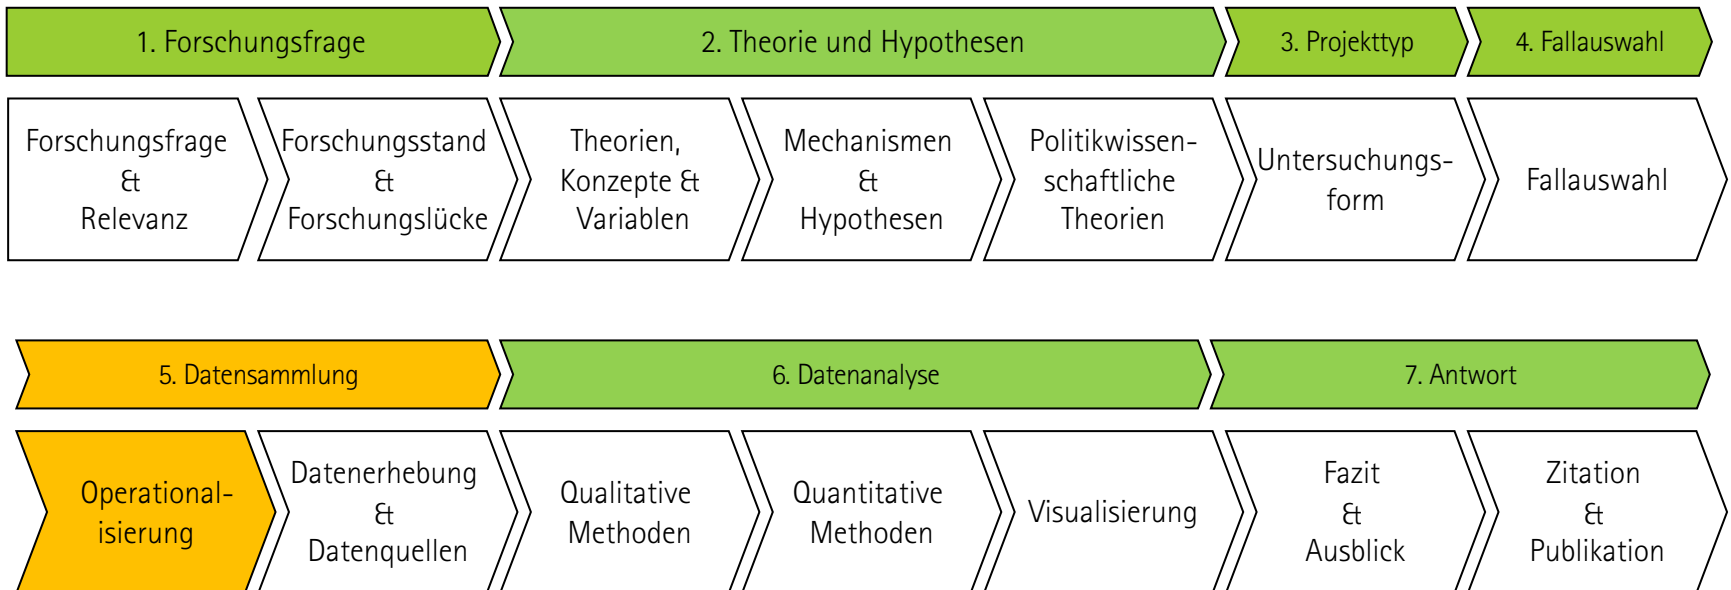 1. Forschungsfrage
2. Theorie und Hypothesen
3. Projekttyp
4. Fallauswahl
Forschungsfrage
&
Relevanz
Forschungsstand
&
Forschungslücke
Theorien,
Konzepte &
Variablen
Mechanismen
&
Hypothesen
Politikwissen-
schaftliche
Theorien
Untersuchungs-
form
Fallauswahl
5. Datensammlung
6. Datenanalyse
7. Antwort
Operational-
isierung
Datenerhebung
&
Datenquellen
Qualitative
Methoden
Quantitative
Methoden
Visualisierung
Fazit
&
Ausblick
Zitation
&
Publikation